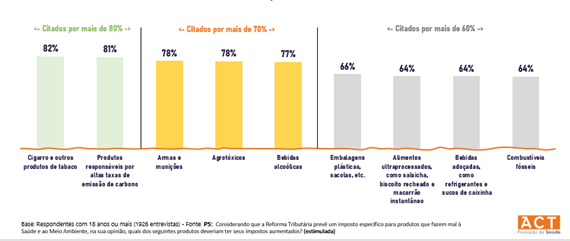 <- Citados por mais de 80% ->
<- Citados por mais de 70% ->
<- Citados por mais de 60% ->
82%
81%
78%
78%
77%
66%
64%
64%
64%
Cigarro e outros
produtos de tabaco
Produtos
responsáveis por
altas taxas de
emissão de carbono
Armas e
munições
Agrotóxicos
Bebidas
alcoólicas
Embalagens
plásticas,
sacolas, etc.
Alimentos
ultraprocessados,
como salsicha,
biscoito recheado e
macarrão
instantâneo
Bebidas
adoçadas,
como
refrigerantes e
sucos de caixinha
Combustíveis
fósseis
Base: Respondentes com 18 anos ou mais (1926 entrevistas) – Fonte: P5: Considerando que a Reforma Tributária prevê um imposto específico para produtos que fazem mal à
Saúde e ao Meio Ambiente, na sua opinião, quais dos seguintes produtos deveriam ter seus impostos aumentados? (estimulada)
ACT
Promoção da Saúde